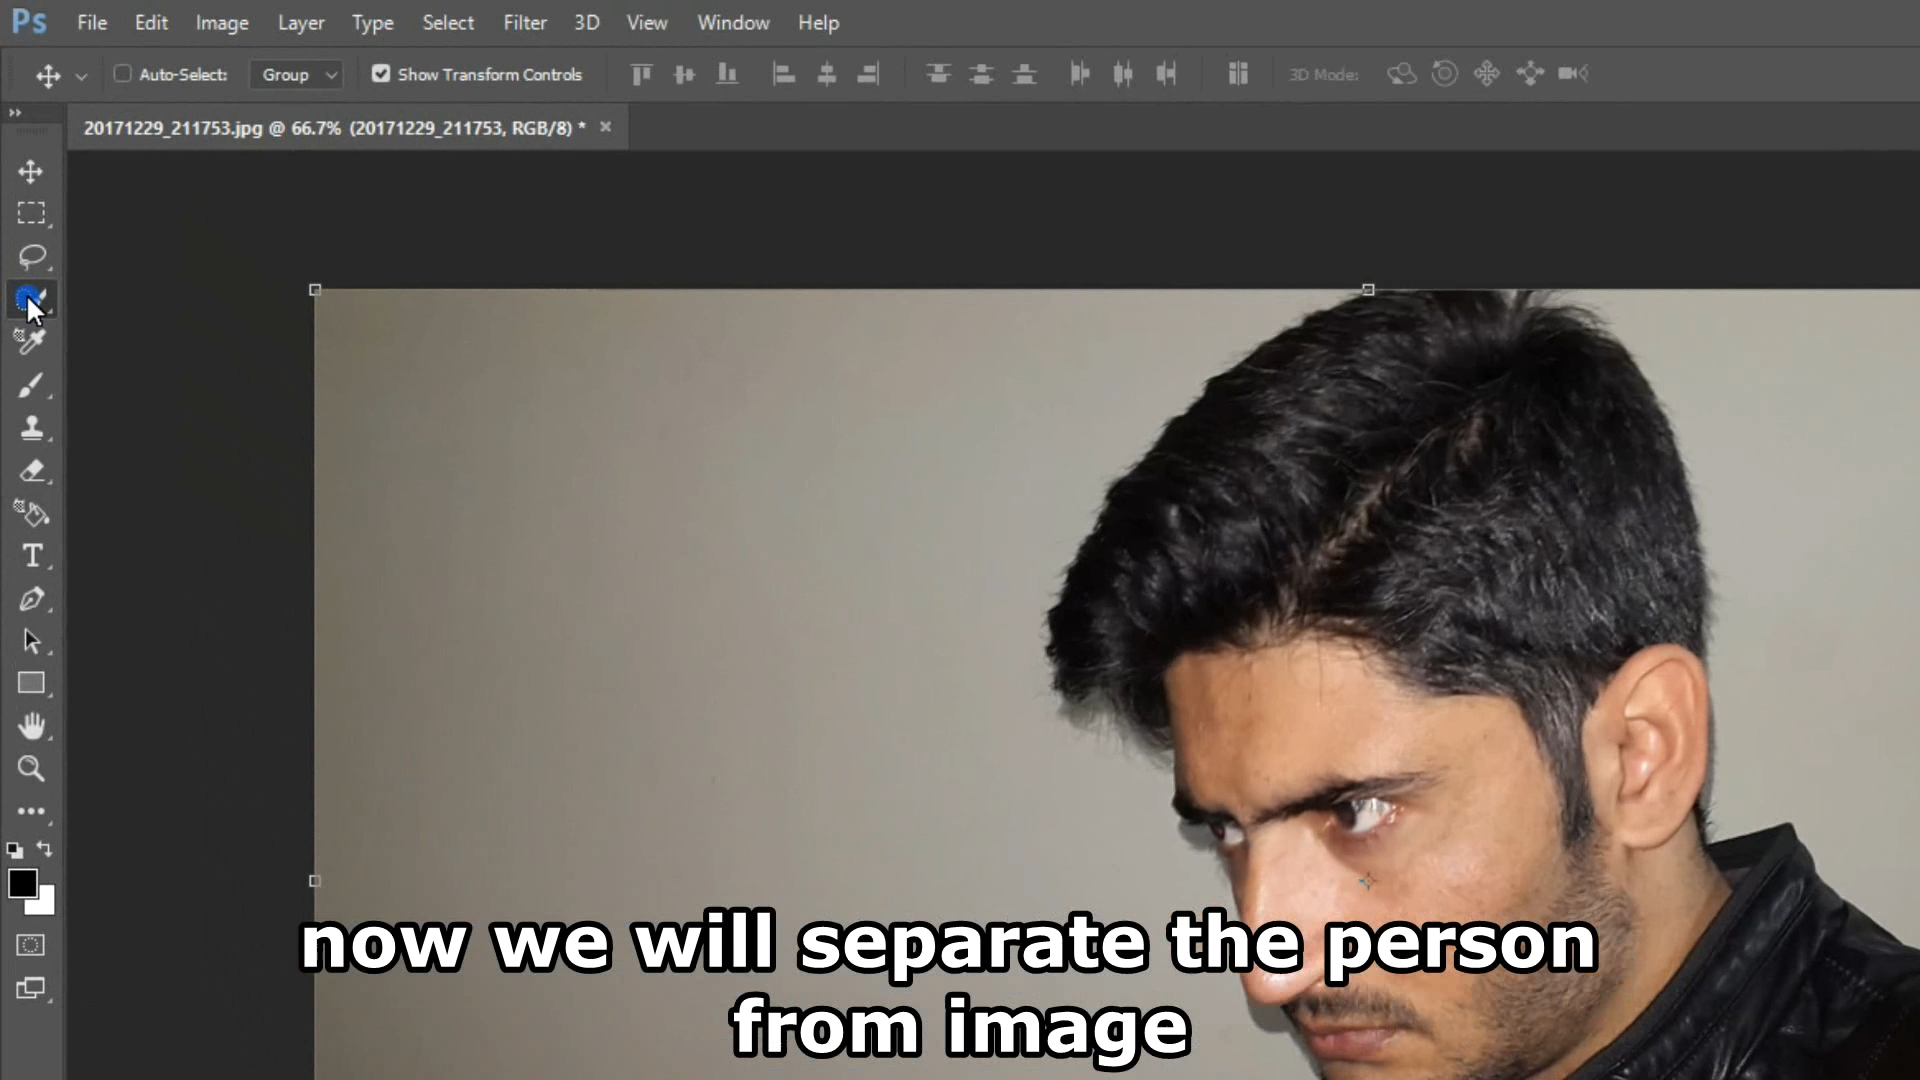 Ps File Edit Image Layer Type Select Filter 3D View Window Help
Auto-Select: Group Show Transform Controls 3D Mode:
20171229_211753.jpg @ 66.7% (20171229_211753, RGB/8) *
now we will separate the person
from image